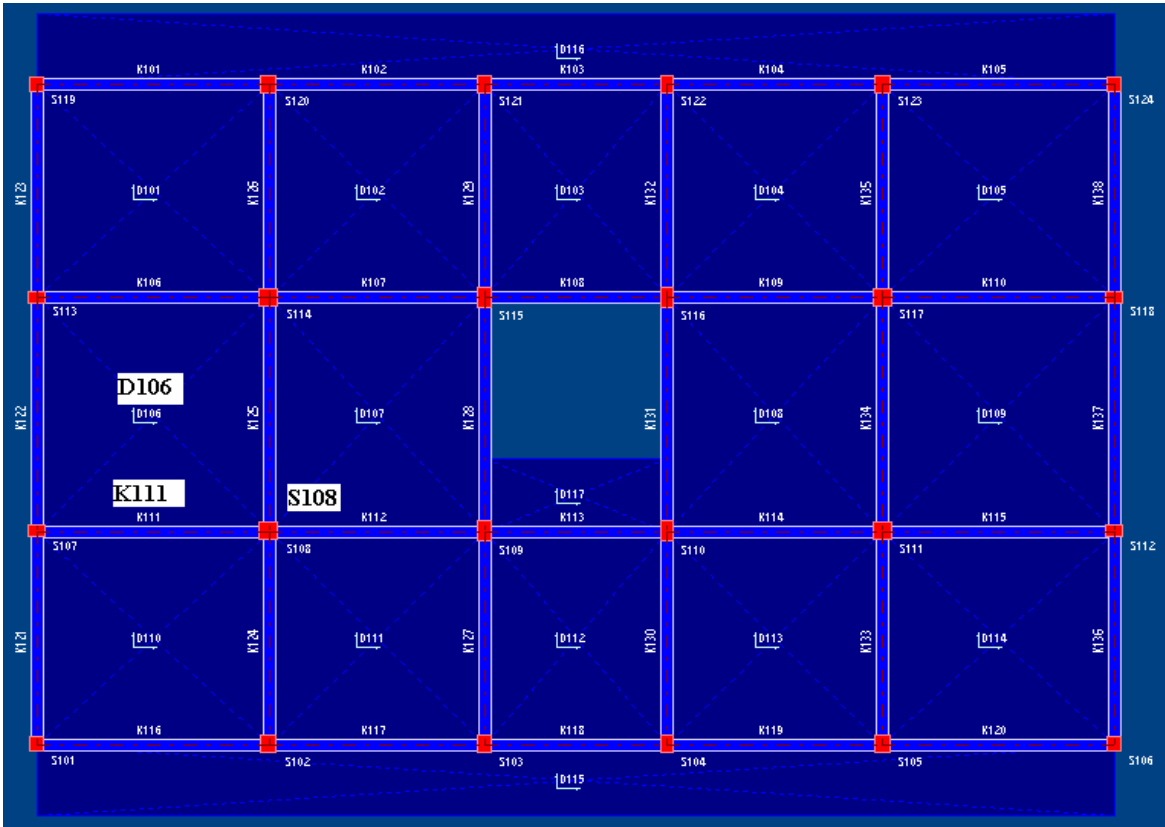 D116
K101 K102 K103 K104 K105
S119 S120 S121 S122 S123 S124
K123 D101 K126 D102 K129 D103 K132 D104 K135 D105 K138
K106 K107 K108 K109 K110
S113 S114 S115 S116 S117 S118
D106
K122 D106 K125 D107 K128 K131 D108 K134 D109 K137
K111 S108 D117
K111 K112 K113 K114 K115
S107 S108 S109 S110 S111 S112
K121 D110 K124 D111 K127 D112 K130 D113 K133 D114 K136
K116 K117 K118 K119 K120
S101 S102 S103 S104 S105 S106
D115